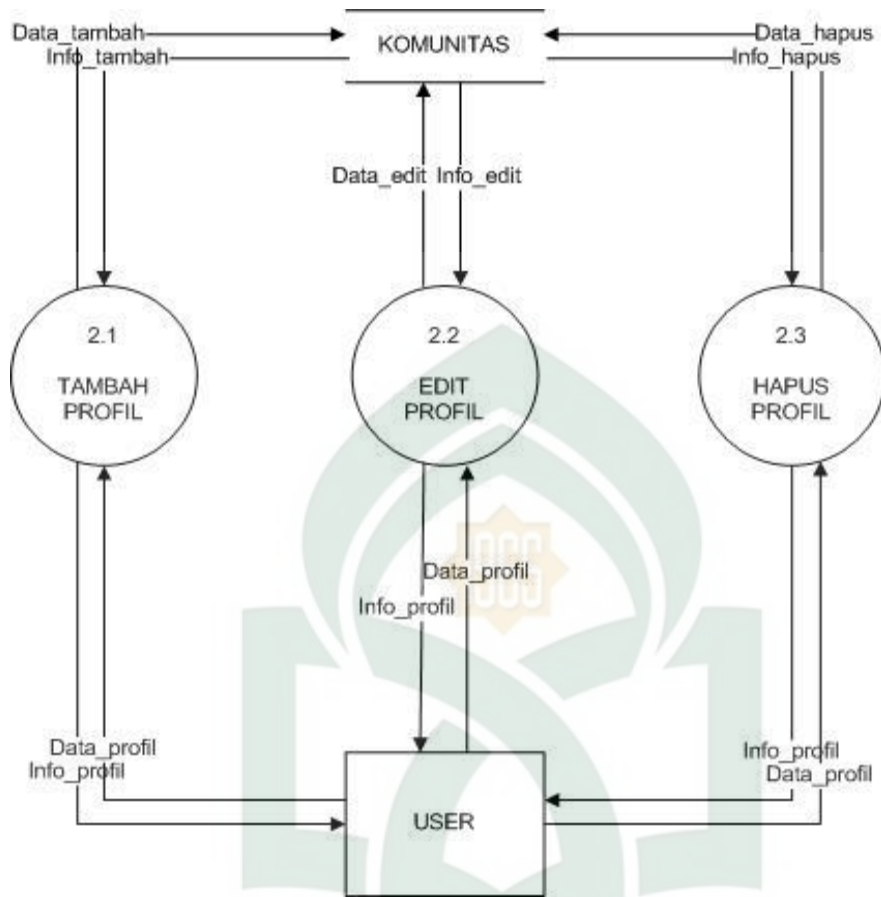 Data_tambah
Info_tambah
KOMUNITAS
Data_hapus
Info_hapus
Data_edit
Info_edit
2.1
TAMBAH
PROFIL
2.2
EDIT
PROFIL
2.3
HAPUS
PROFIL
Data_profil
Info_profil
Data_profil
Info_profil
Info_profil
Data_profil
USER